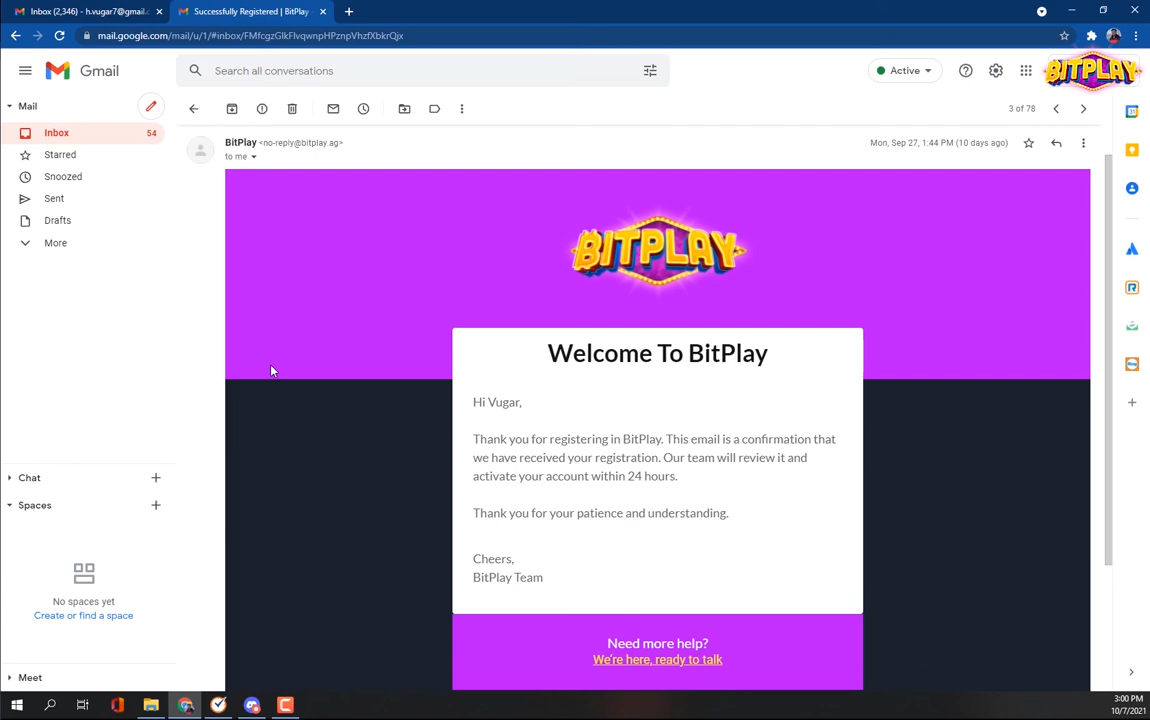 Inbox (2,346) - h.vugar7@gmail.c
Successfully Registered | BitPlay
mail.google.com/mail/u/1/#inbox/FMfcgzGlkFlvqwnpHPznpVhzfXbkrQjx
Gmail
Search all conversations
Active
BITPLAY
Mail
3 of 78
Inbox 54
Starred
Snoozed
Sent
Drafts
More
BitPlay <no-reply@bitplay.ag>
to me
Mon, Sep 27, 1:44 PM (10 days ago)
BITPLAY
Welcome To BitPlay
Hi Vugar,
Thank you for registering in BitPlay. This email is a confirmation that
we have received your registration. Our team will review it and
activate your account within 24 hours.
Thank you for your patience and understanding.
Cheers,
BitPlay Team
Need more help?
We're here, ready to talk
Chat
Spaces
No spaces yet
Create or find a space
Meet
3:00 PM
10/7/2021